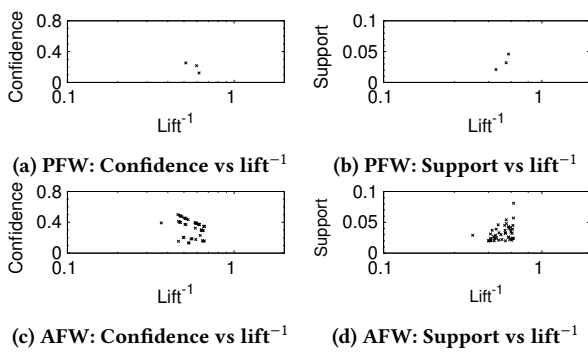 Confidence
0.8
0.4
0
0.1
1
Lift⁻¹
Support
0.1
0.05
0
0.1
1
Lift⁻¹
(a) PFW: Confidence vs lift⁻¹
(b) PFW: Support vs lift⁻¹
Confidence
0.8
0.4
0
0.1
1
Lift⁻¹
Support
0.1
0.05
0
0.1
1
Lift⁻¹
(c) AFW: Confidence vs lift⁻¹
(d) AFW: Support vs lift⁻¹